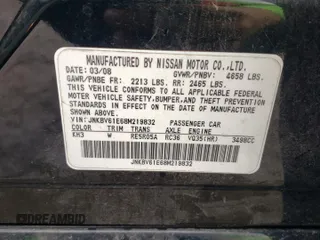 MANUFACTURED BY NISSAN MOTOR CO.,LTD.
DATE: 03/08 GVWR/PNBV: 4658 LBS.
GAWR/PNBE FR: 2213 LBS. RR: 2465 LBS.
THIS VEHICLE CONFORMS TO ALL APPLICABLE FEDERAL
MOTOR VEHICLE SAFETY,BUMPER,AND THEFT PREVENTION
STANDARDS IN EFFECT ON THE DATE OF MANUFACTURE
SHOWN ABOVE.
VIN:JNKBV61E68M219832 PASSENGER CAR
COLOR TRIM TRANS AXLE ENGINE
KH3 W RE5R05A RC36 VQ35(HR) 3498CC
JNKBV61E68M219832